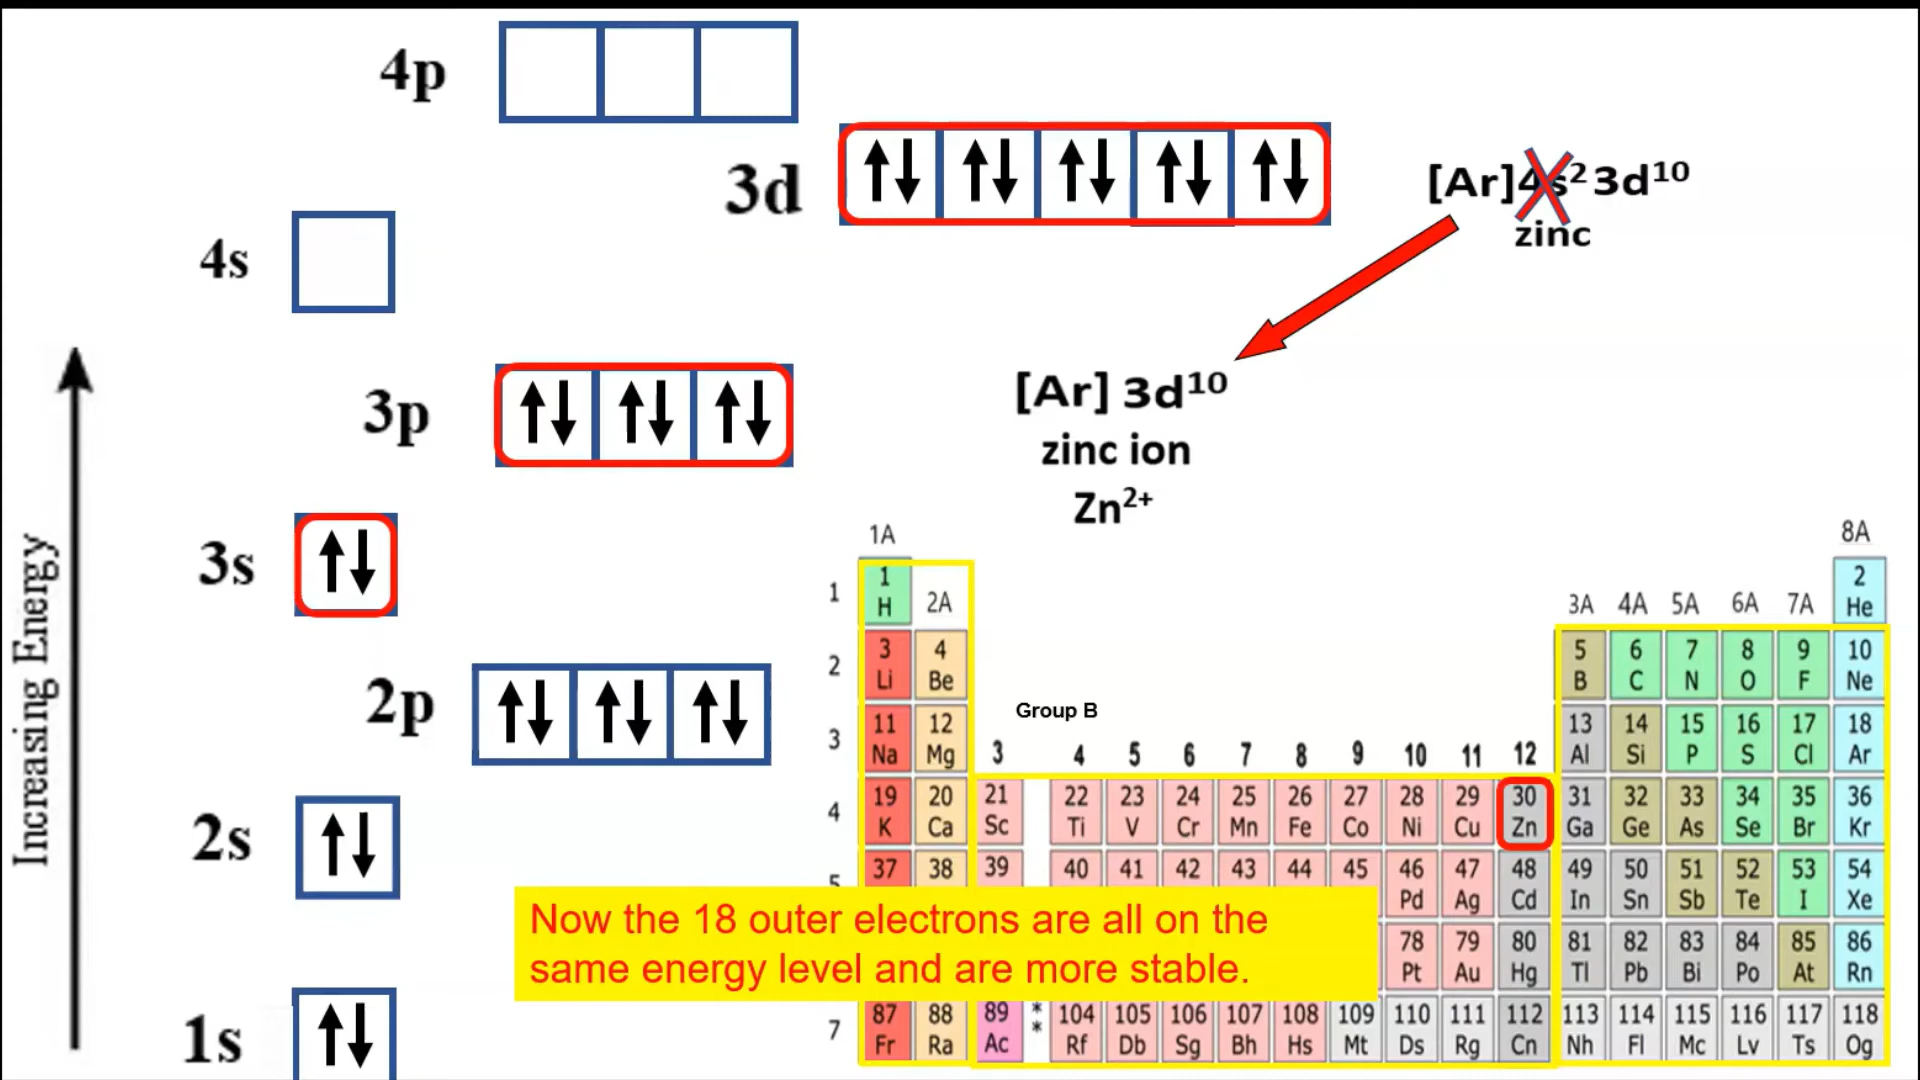 4p
3d
[Ar]4s² 3d¹⁰
zinc
4s
3p
[Ar] 3d¹⁰
zinc ion
Zn²⁺
3s
2p
2s
1s
Increasing Energy
1A 8A
1 1 H 2A 3A 4A 5A 6A 7A 2 He
2 3 Li 4 Be 5 B 6 C 7 N 8 O 9 F 10 Ne
Group B
3 11 Na 12 Mg 3 4 5 6 7 8 9 10 11 12 13 Al 14 Si 15 P 16 S 17 Cl 18 Ar
4 19 K 20 Ca 21 Sc 22 Ti 23 V 24 Cr 25 Mn 26 Fe 27 Co 28 Ni 29 Cu 30 Zn 31 Ga 32 Ge 33 As 34 Se 35 Br 36 Kr
5 37 38 39 40 41 42 43 44 45 46 Pd 47 Ag 48 Cd 49 In 50 Sn 51 Sb 52 Te 53 I 54 Xe
78 Pt 79 Au 80 Hg 81 Tl 82 Pb 83 Bi 84 Po 85 At 86 Rn
7 87 Fr 88 Ra 89 Ac * * 104 Rf 105 Db 106 Sg 107 Bh 108 Hs 109 Mt 110 Ds 111 Rg 112 Cn 113 Nh 114 Fl 115 Mc 116 Lv 117 Ts 118 Og
Now the 18 outer electrons are all on the
same energy level and are more stable.